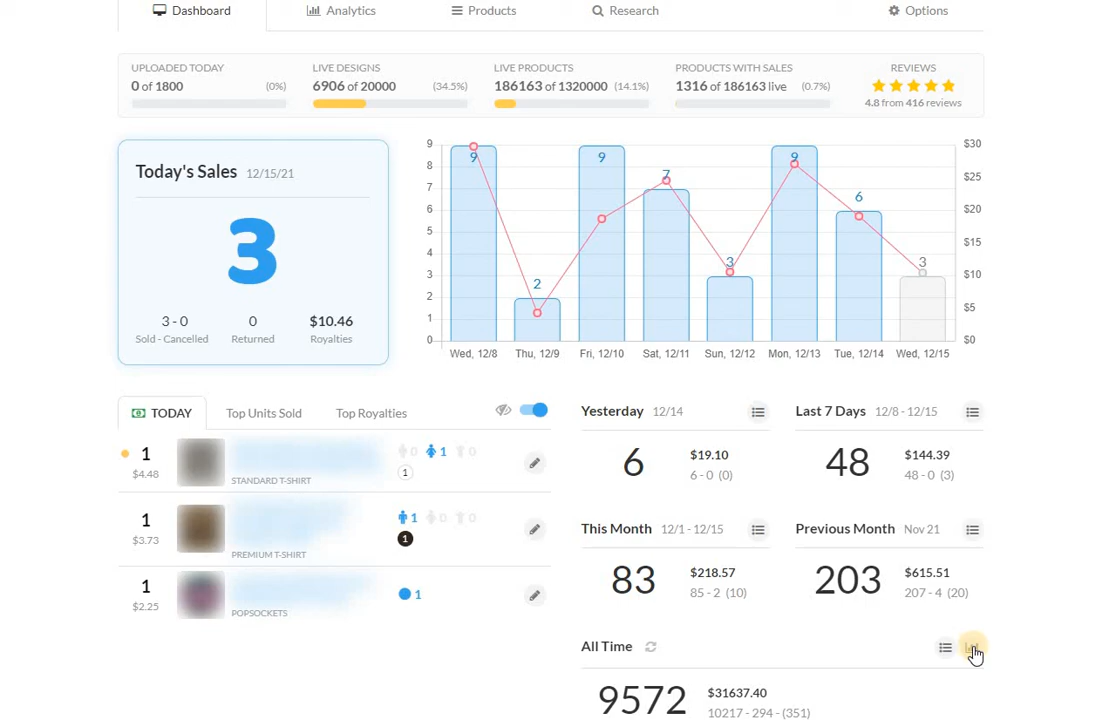 Dashboard Analytics Products Research Options
UPLOADED TODAY LIVE DESIGNS LIVE PRODUCTS PRODUCTS WITH SALES REVIEWS
0 of 1800 (0%) 6906 of 20000 (34.5%) 186163 of 1320000 (14.1%) 1316 of 186163 live (0.7%)
4.8 from 416 reviews
Today's Sales 12/15/21
3
3 - 0 0 $10.46
Sold - Cancelled Returned Royalties
9 $30
8
7 $25
6 $20
5 $15
4
3 $10
2
1 $5
0 $0
9 2 9 7 3 9 6 3
Wed, 12/8 Thu, 12/9 Fri, 12/10 Sat, 12/11 Sun, 12/12 Mon, 12/13 Tue, 12/14 Wed, 12/15
TODAY Top Units Sold Top Royalties
1 0 1 0
$4.48 STANDARD T-SHIRT 1
1 1 0 0
$3.73 PREMIUM T-SHIRT 1
1 1
$2.25 POPSOCKETS
Yesterday 12/14
6 $19.10
6 - 0 (0)
Last 7 Days 12/8 - 12/15
48 $144.39
48 - 0 (3)
This Month 12/1 - 12/15
83 $218.57
85 - 2 (10)
Previous Month Nov 21
203 $615.51
207 - 4 (20)
All Time
9572 $31637.40
10217 - 294 - (351)